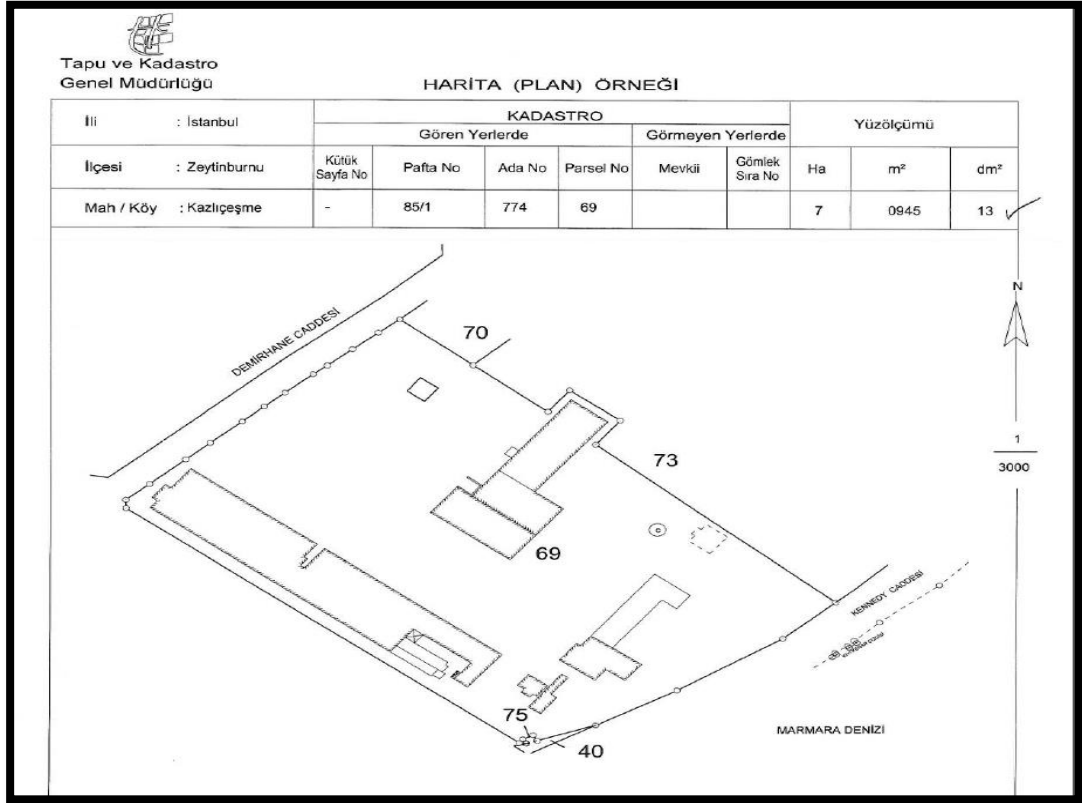 Tapu ve Kadastro
Genel Müdürlüğü
HARİTA (PLAN) ÖRNEĞİ
İli : İstanbul
KADASTRO
Yüzölçümü
Gören Yerlerde
Görmeyen Yerlerde
İlçesi : Zeytinburnu
Kütük Sayfa No
Pafta No
Ada No
Parsel No
Mevkii
Gömlek Sıra No
Ha
m²
dm²
Mah / Köy : Kazlıçeşme
-
85/1
774
69
7
0945
13
N
DEMİRHANE CADDESİ
70
73
1
3000
69
KENNEDY CADDESİ
75
40
MARMARA DENİZİ